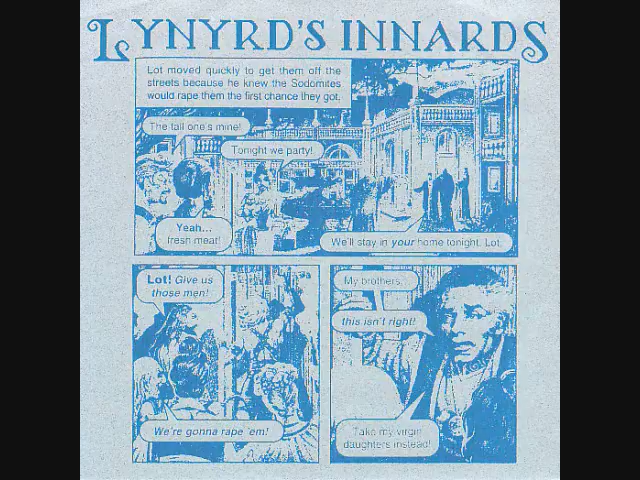 LYNYRD'S INNARDS
Lot moved quickly to get them off the
streets because he knew the Sodomites
would rape them the first chance they got.
The tall one's mine!
Tonight we party!
Yeah...
fresh meat!
We'll stay in your home tonight, Lot.
Lot! Give us
those men!
We're gonna rape 'em!
My brothers,
this isn't right!
Take my virgin
daughters instead!